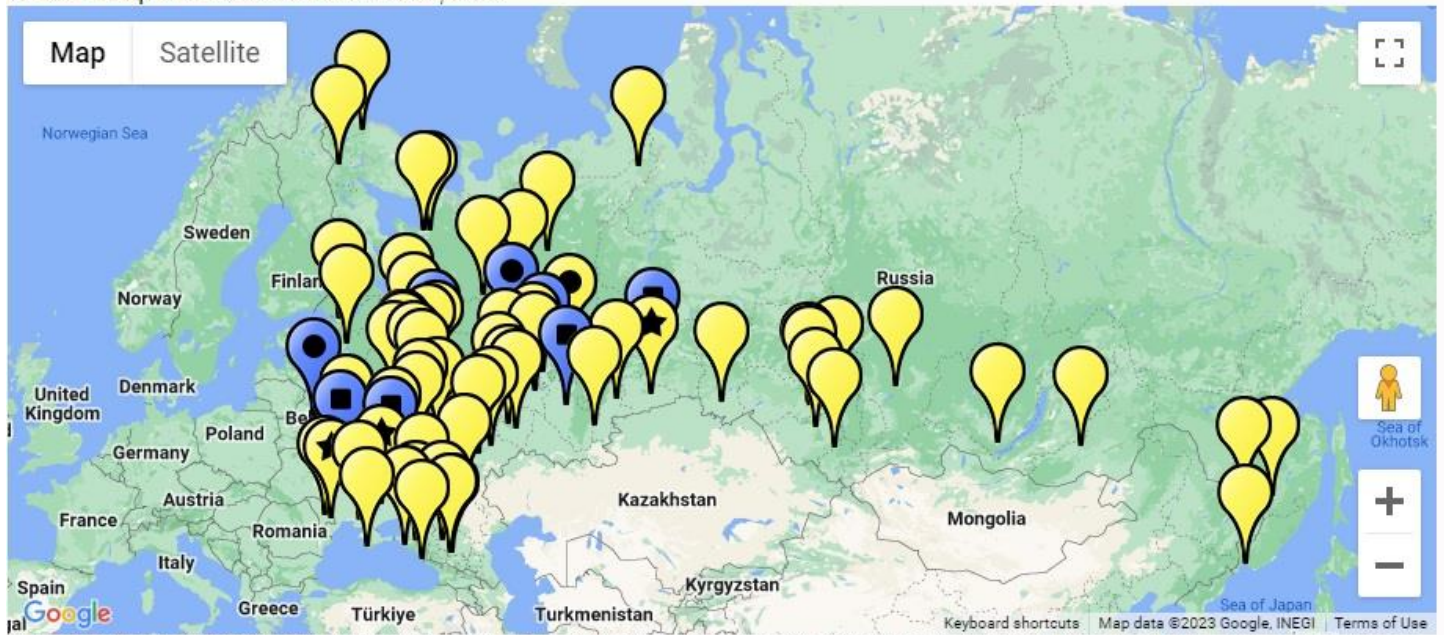 Map
Satellite
Norwegian Sea
Sweden
Finlan
Norway
Russia
United
Kingdom
Denmark
Be
Poland
Germany
Sea of
Okhotsk
Austria
Kazakhstan
France
Mongolia
Romania
Italy
Spain
Kyrgyzstan
Google
gal
Greece
Türkiye
Turkmenistan
Sea of Japan
Keyboard shortcuts
Map data ©2023 Google, INEGI
Terms of Use